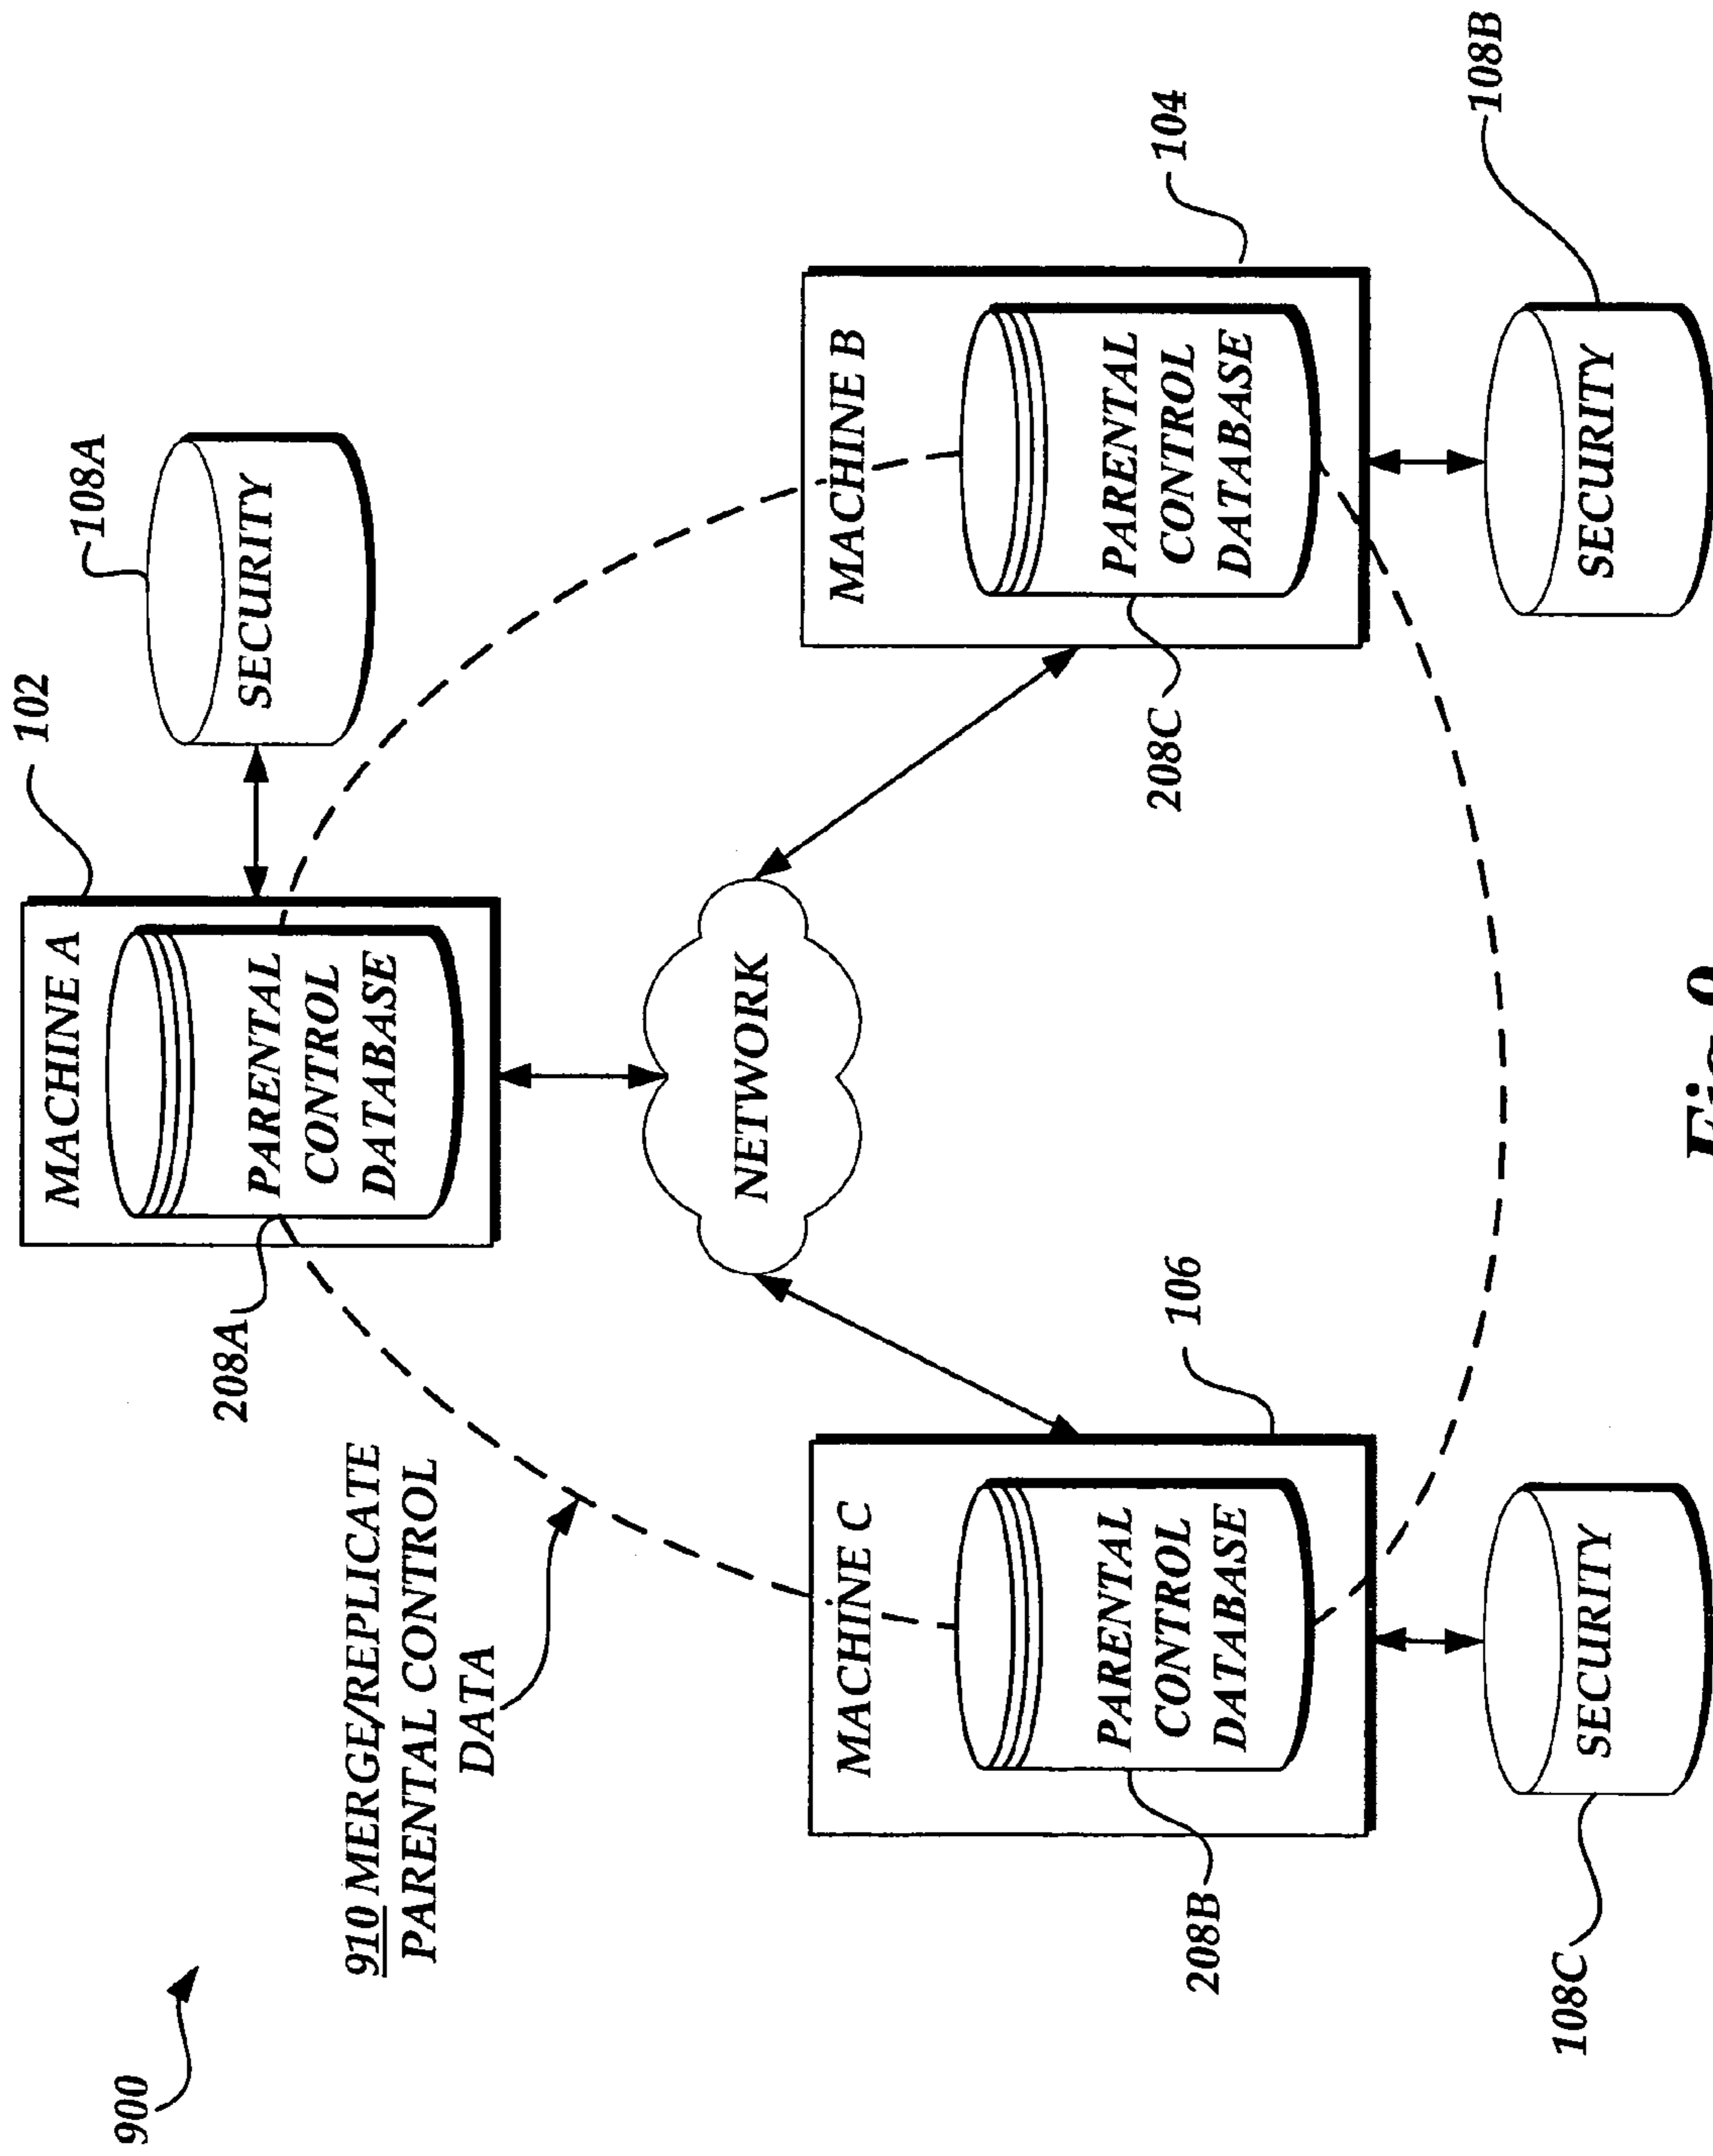 900
910 MERGE/REPLICATE
PARENTAL CONTROL
DATA
208A
MACHINE A
PARENTAL
CONTROL
DATABASE
102
108A
SECURITY
NETWORK
MACHINE C
PARENTAL
CONTROL
DATABASE
106
208B
108C
SECURITY
MACHINE B
PARENTAL
CONTROL
DATABASE
104
208C
108B
SECURITY